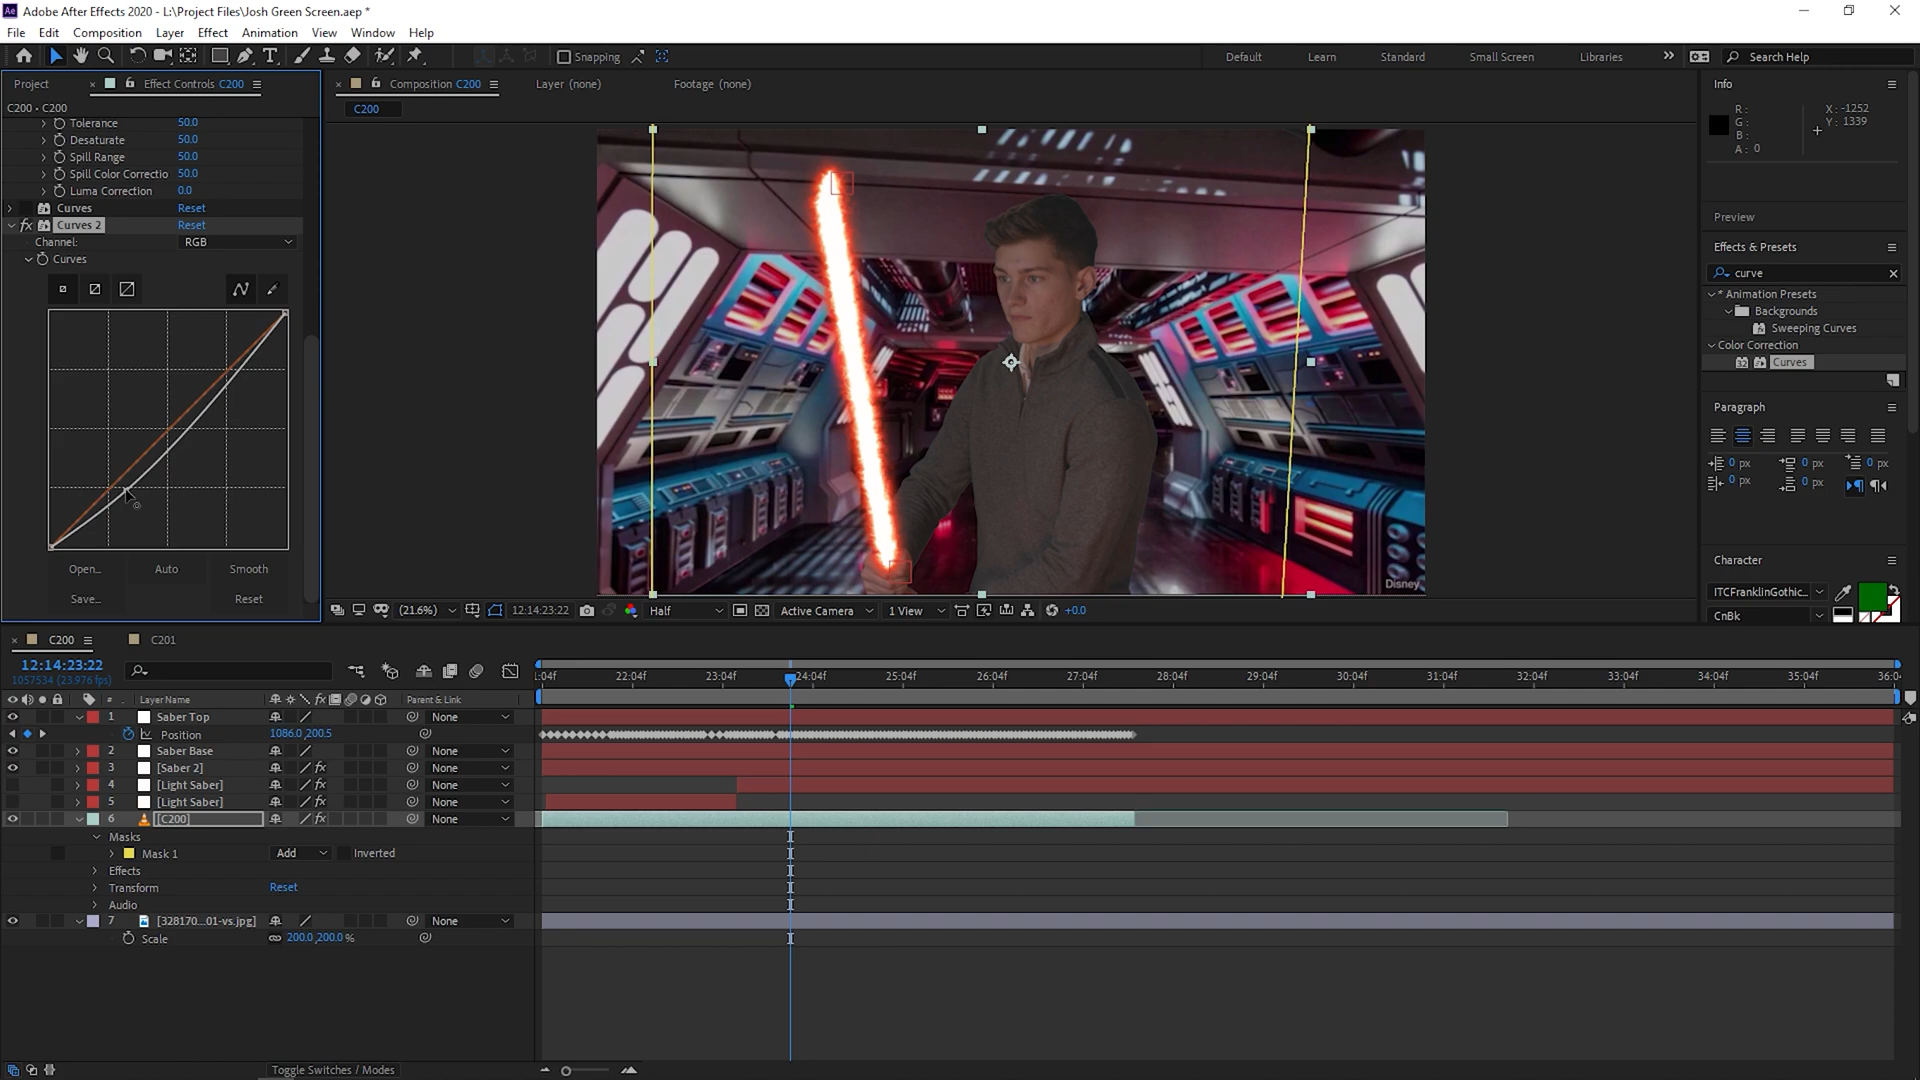 Adobe After Effects 2020 - L:\Project Files\Josh Green Screen.aep *
File Edit Composition Layer Effect Animation View Window Help
Snapping Default Learn Standard Small Screen Libraries Search Help
Project Effect Controls C200 Composition C200 Layer (none) Footage (none)
C200 • C200
C200
Tolerance 50.0
Desaturate 50.0
Spill Range 50.0
Spill Color Correctio 50.0
Luma Correction 0.0
Curves Reset
Curves 2 Reset
Channel: RGB
Curves
Open... Auto Smooth
Save... Reset
Disney
(21.6%) 12:14:23:22 Half Active Camera 1 View +0.0
Info
R: X: -1252
G: Y: 1339
B:
A: 0
Preview
Effects & Presets
curve
* Animation Presets
Backgrounds
Sweeping Curves
Color Correction
32 Curves
Paragraph
0 px 0 px 0 px
0 px 0 px
Character
ITCFranklinGothic...
CnBk
C200 C201
12:14:23:22
1057534 (23.976 fps)
:04f 22:04f 23:04f 24:04f 25:04f 26:04f 27:04f 28:04f 29:04f 30:04f 31:04f 32:04f 33:04f 34:04f 35:04f 36:04
# Layer Name Parent & Link
1 Saber Top None
Position 1086.0,200.5
2 Saber Base None
3 [Saber 2] None
4 [Light Saber] None
5 [Light Saber] None
6 [C200] None
Masks
Mask 1 Add Inverted
Effects
Transform Reset
Audio
7 [328170...01-vs.jpg] None
Scale 200.0,200.0 %
Toggle Switches / Modes